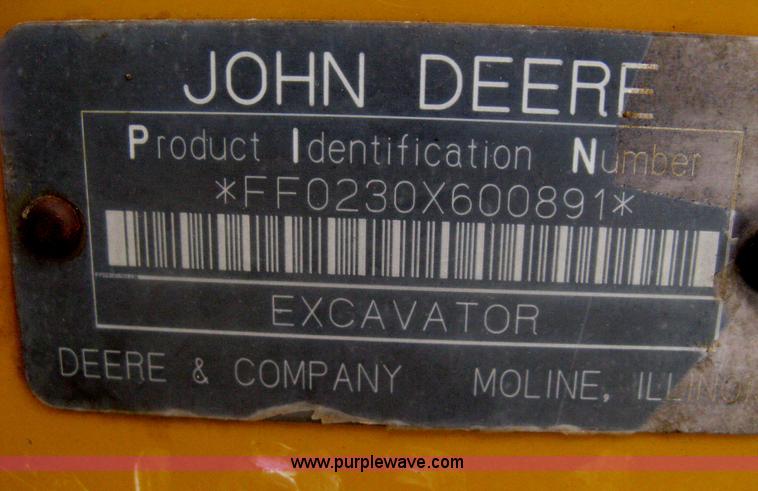 JOHN DEERE
Product Identification Number
*FF0230X600891*
EXCAVATOR
DEERE & COMPANY MOLINE, ILLINO
www.purplewave.com